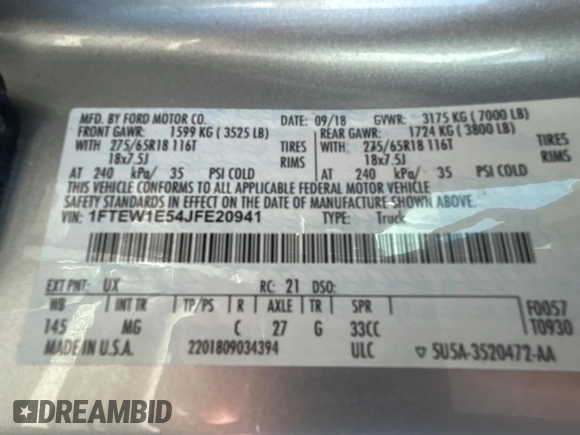 MFD. BY FORD MOTOR CO. DATE: 09/18 GVWR: 3175 KG ( 7000 LB)
FRONT GAWR: 1599 KG ( 3525 LB) REAR GAWR: 1724 KG ( 3800 LB)
WITH 275/65R18 116T TIRES WITH 275/65R18 116T TIRES
18x7.5J RIMS 18x7.5J RIMS
AT 240 kPa/ 35 PSI COLD AT 240 kPa/ 35 PSI COLD
THIS VEHICLE CONFORMS TO ALL APPLICABLE FEDERAL MOTOR VEHICLE
SAFETY STANDARDS IN EFFECT ON THE DATE OF MANUFACTURE SHOWN ABOVE.
VIN: 1FTEW1E54JFE20941 TYPE: Truck
EXT PNT: UX RC: 21 DSO:
WB INT TR TP/PS R AXLE TR SPR F0057
145 MG C 27 G 33CC T0930
MADE IN U.S.A. 2201809034394 ULC ▽ 5U5A-3520472-AA
DREAMBID